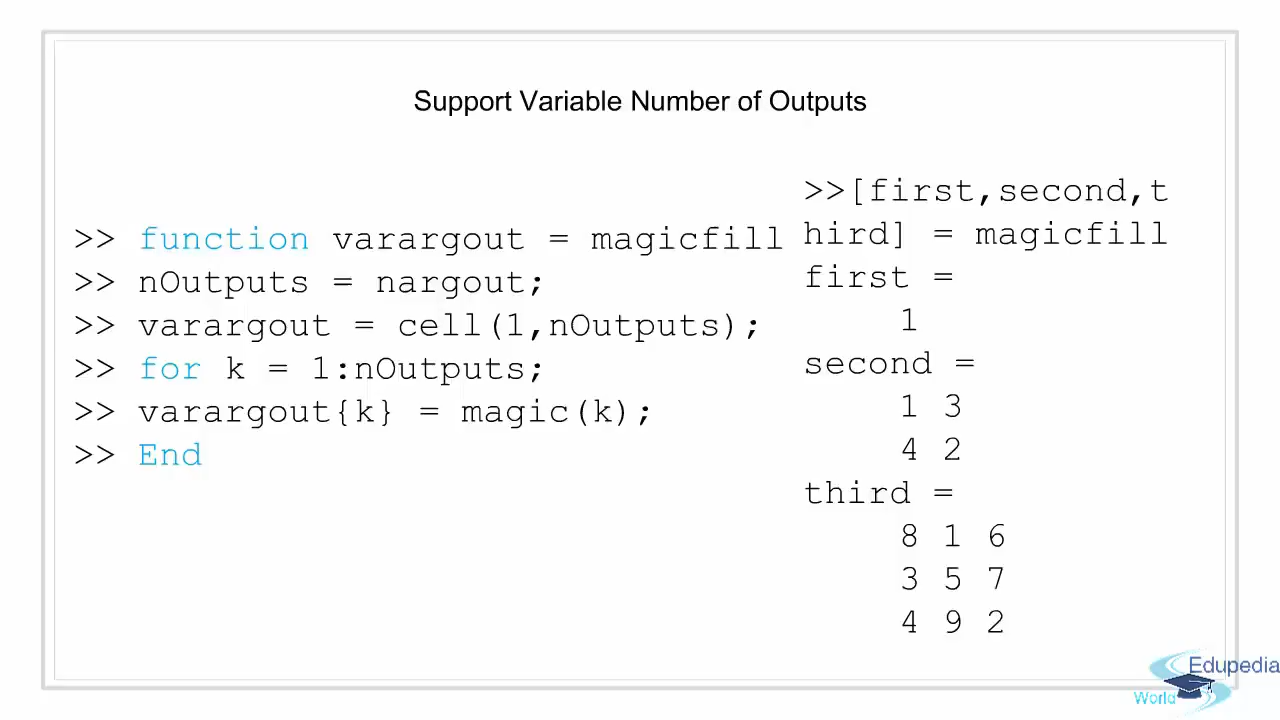 Support Variable Number of Outputs
>> function varargout = magicfill
>> nOutputs = nargout;
>> varargout = cell(1,nOutputs);
>> for k = 1:nOutputs;
>> varargout{k} = magic(k);
>> End
>>[first,second,t
hird] = magicfill
first =
1
second =
1 3
4 2
third =
8 1 6
3 5 7
4 9 2
Edupedia
World